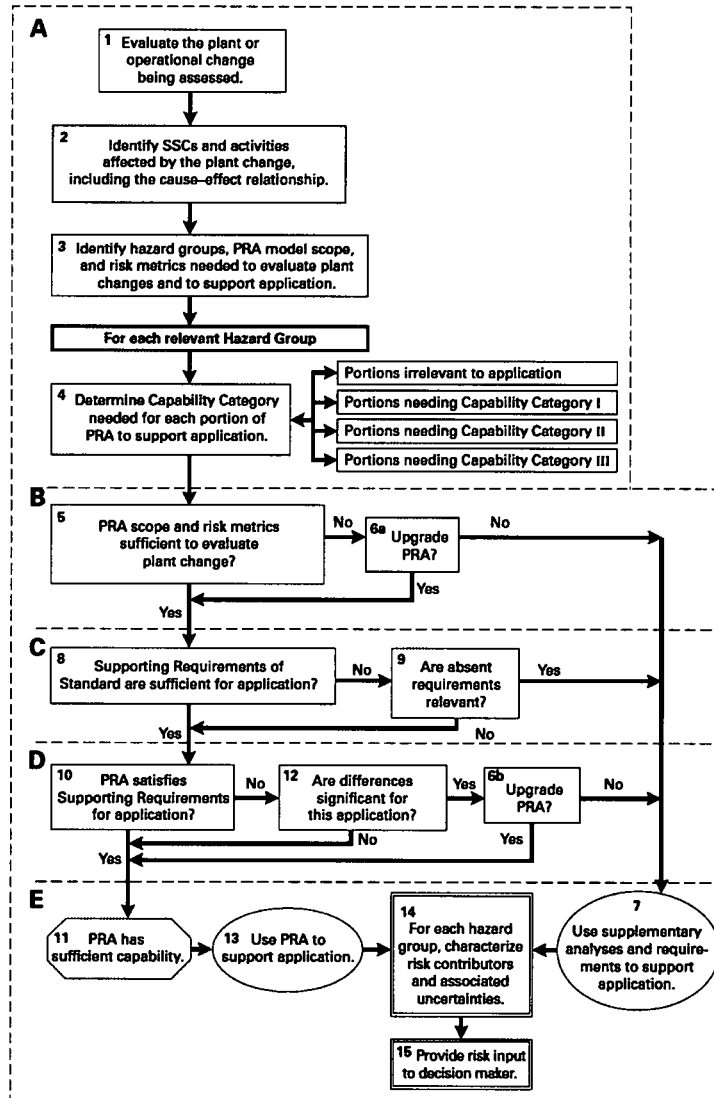 A
1 Evaluate the plant or
operational change
being assessed.
2
Identify SSCs and activities
affected by the plant change,
including the cause–effect relationship.
3 Identify hazard groups, PRA model scope,
and risk metrics needed to evaluate plant
changes and to support application.
For each relevant Hazard Group
4 Determine Capability Category
needed for each portion of
PRA to support application.
Portions irrelevant to application
Portions needing Capability Category I
Portions needing Capability Category II
Portions needing Capability Category III
B
5
PRA scope and risk metrics
sufficient to evaluate
plant change?
No
6a Upgrade
PRA?
No
Yes
Yes
C
8
Supporting Requirements of
Standard are sufficient for application?
No
9
Are absent
requirements
relevant?
Yes
Yes
No
D
10 PRA satisfies
Supporting Requirements
for application?
No
12
Are differences
significant for
this application?
Yes
6b
Upgrade
PRA?
No
No
Yes
Yes
E
11 PRA has
sufficient capability.
13 Use PRA to
support application.
14
For each hazard
group, characterize
risk contributors
and associated
uncertainties.
7
Use supplementary
analyses and require-
ments to support
application.
15 Provide risk input
to decision maker.